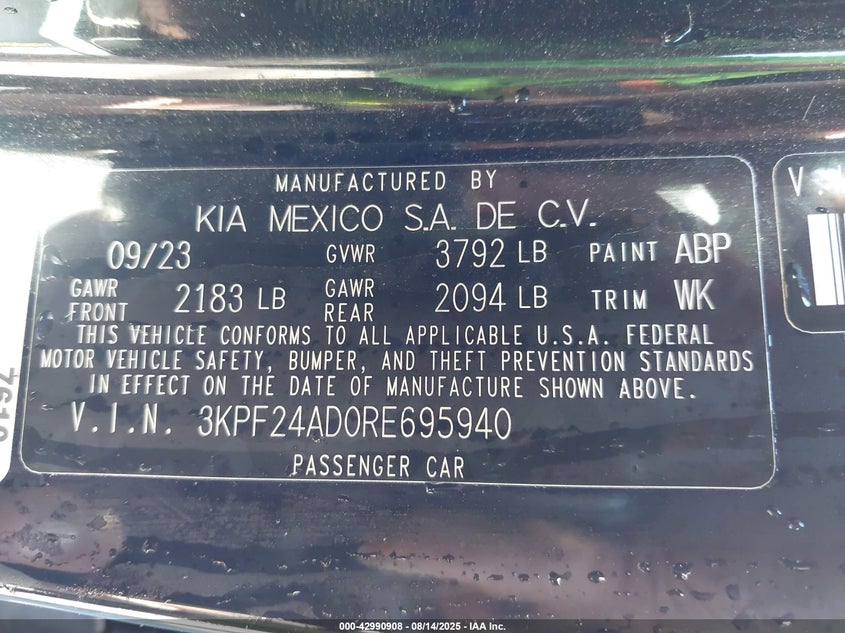 MANUFACTURED BY
KIA MEXICO S.A. DE C.V.
09/23 GVWR 3792 LB PAINT ABP
GAWR FRONT 2183 LB GAWR REAR 2094 LB TRIM WK
THIS VEHICLE CONFORMS TO ALL APPLICABLE U.S.A. FEDERAL
MOTOR VEHICLE SAFETY, BUMPER, AND THEFT PREVENTION STANDARDS
IN EFFECT ON THE DATE OF MANUFACTURE SHOWN ABOVE.
V.I.N. 3KPF24AD0RE695940
PASSENGER CAR
000-42990908 - 08/14/2025 - IAA Inc.